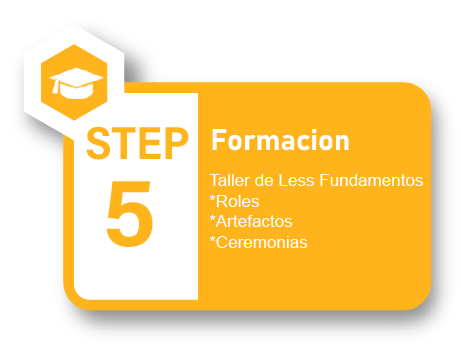 STEP
5
Formacion
Taller de Less Fundamentos
*Roles
*Artefactos
*Ceremonias